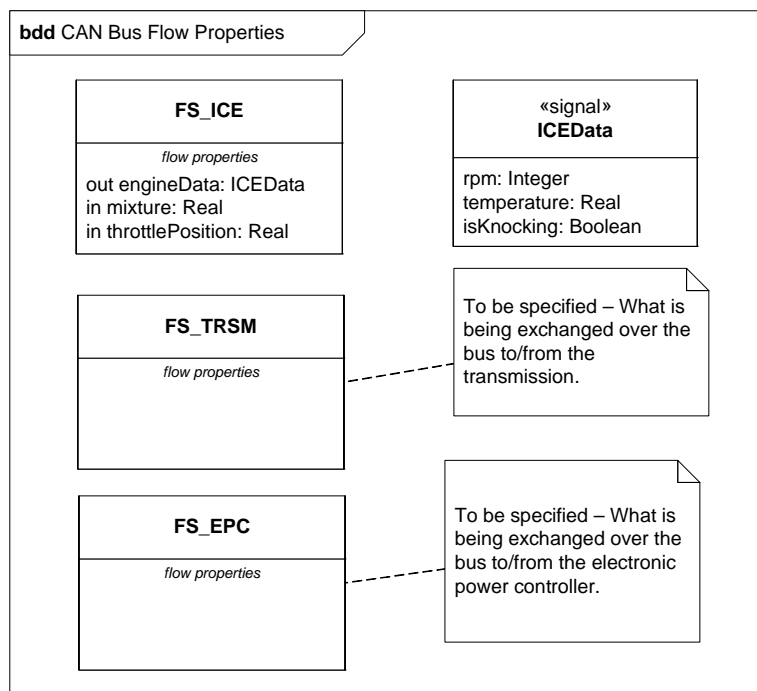 bdd CAN Bus Flow Properties
FS_ICE
flow properties
out engineData: ICEData
in mixture: Real
in throttlePosition: Real
«signal»
ICEData
rpm: Integer
temperature: Real
isKnocking: Boolean
FS_TRSM
flow properties
To be specified – What is
being exchanged over the
bus to/from the
transmission.
FS_EPC
flow properties
To be specified – What is
being exchanged over the
bus to/from the electronic
power controller.